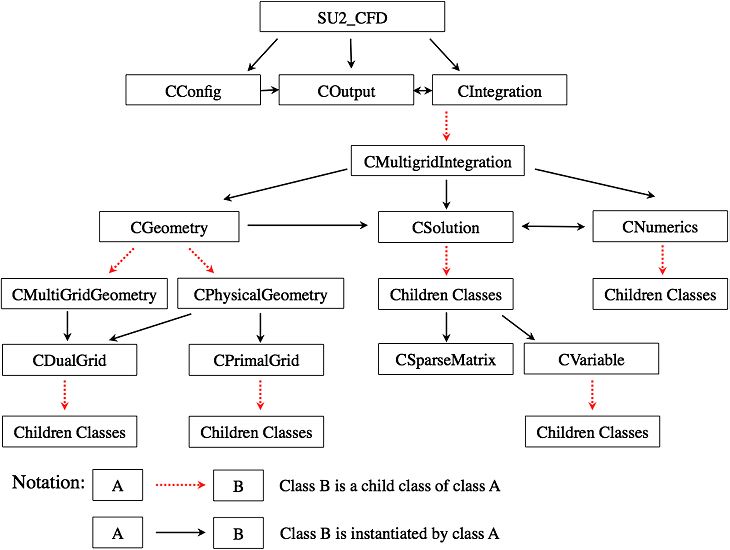 SU2_CFD
CConfig
COutput
CIntegration
CMultigridIntegration
CGeometry
CSolution
CNumerics
CMultiGridGeometry
CPhysicalGeometry
Children Classes
Children Classes
CDualGrid
CPrimalGrid
CSparseMatrix
CVariable
Children Classes
Children Classes
Children Classes
Notation: A B Class B is a child class of class A
A B Class B is instantiated by class A